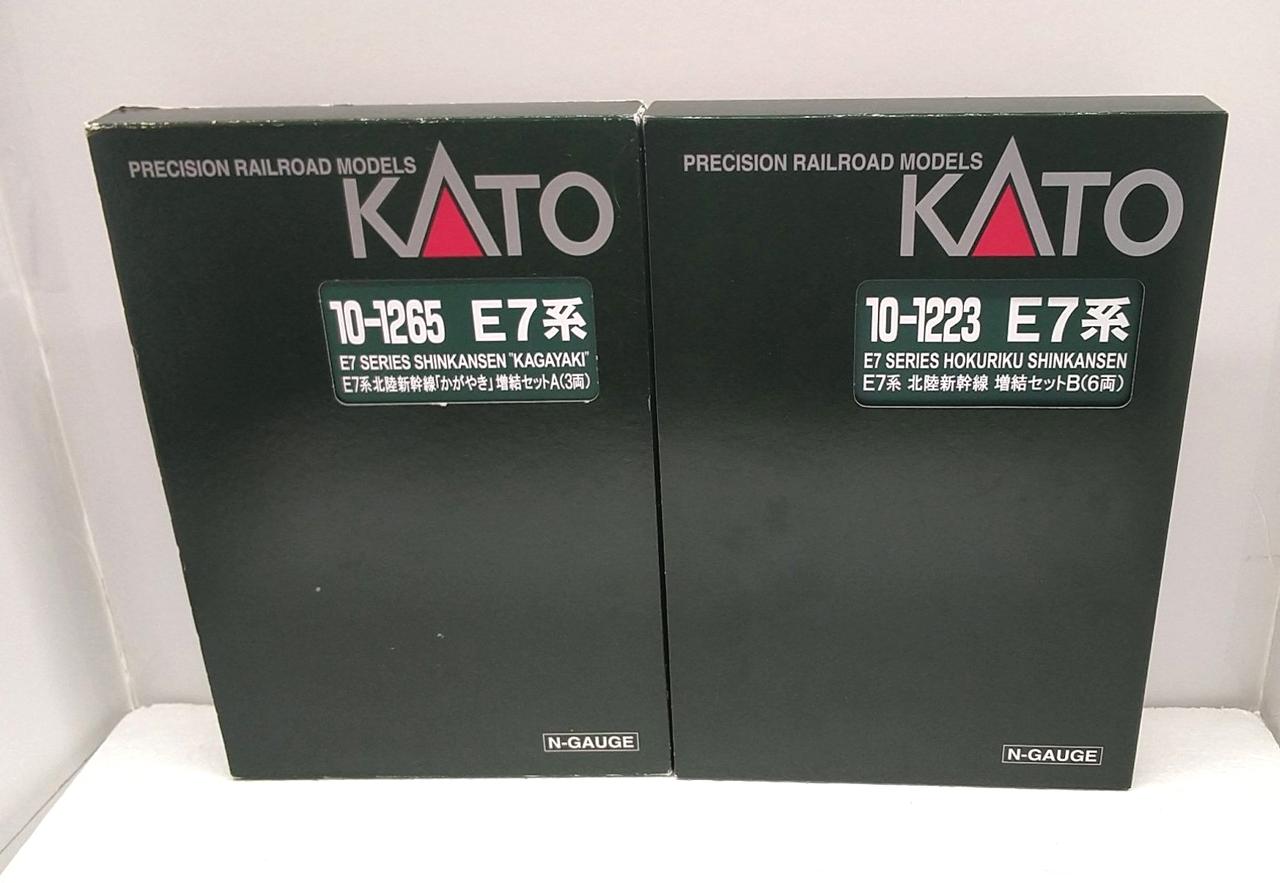 PRECISION RAILROAD MODELS
KATO
10-1265 E7系
E7 SERIES SHINKANSEN "KAGAYAKI"
E7系北陸新幹線「かがやき」増結セットA(3両)
N-GAUGE
PRECISION RAILROAD MODELS
KATO
10-1223 E7系
E7 SERIES HOKURIKU SHINKANSEN
E7系 北陸新幹線 増結セットB(6両)
N-GAUGE